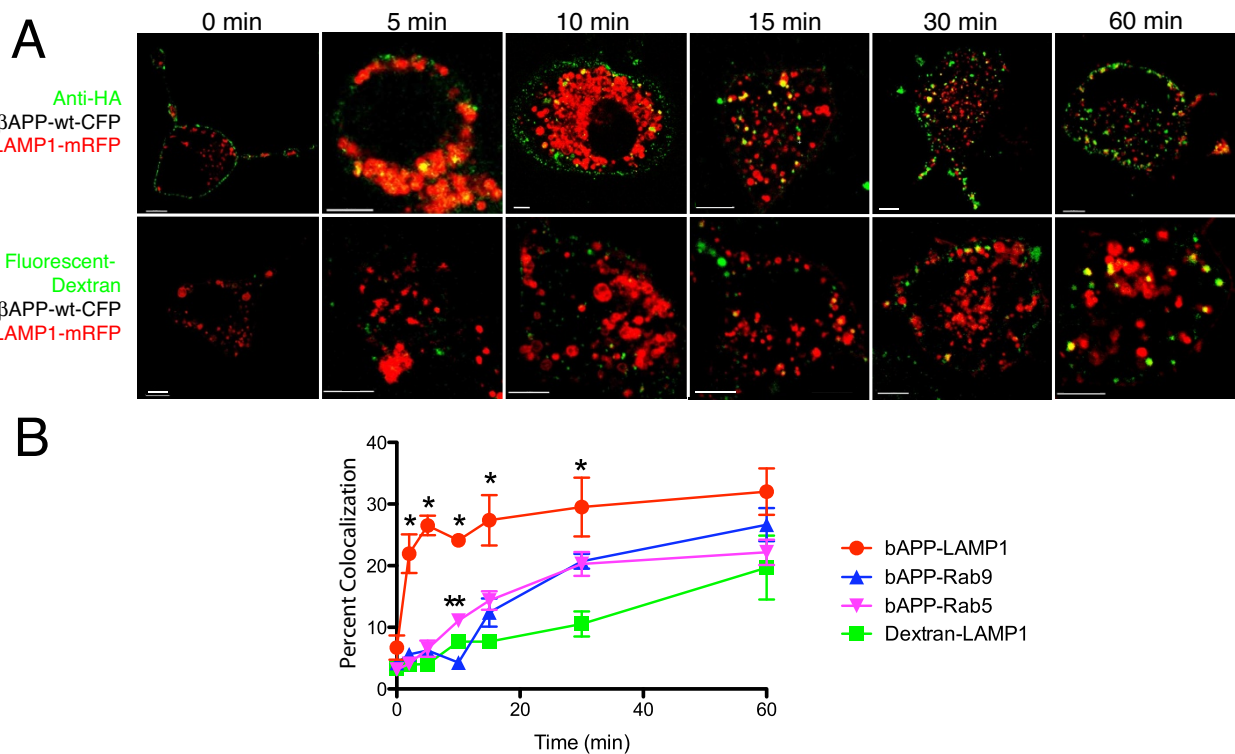 A
0 min 5 min 10 min 15 min 30 min 60 min
Anti-HA
βAPP-wt-CFP
LAMP1-mRFP
Fluorescent-
Dextran
βAPP-wt-CFP
LAMP1-mRFP
B
Percent Colocalization
40
30
20
10
0
* * * * *
**
0 20 40 60
Time (min)
bAPP-LAMP1
bAPP-Rab9
bAPP-Rab5
Dextran-LAMP1